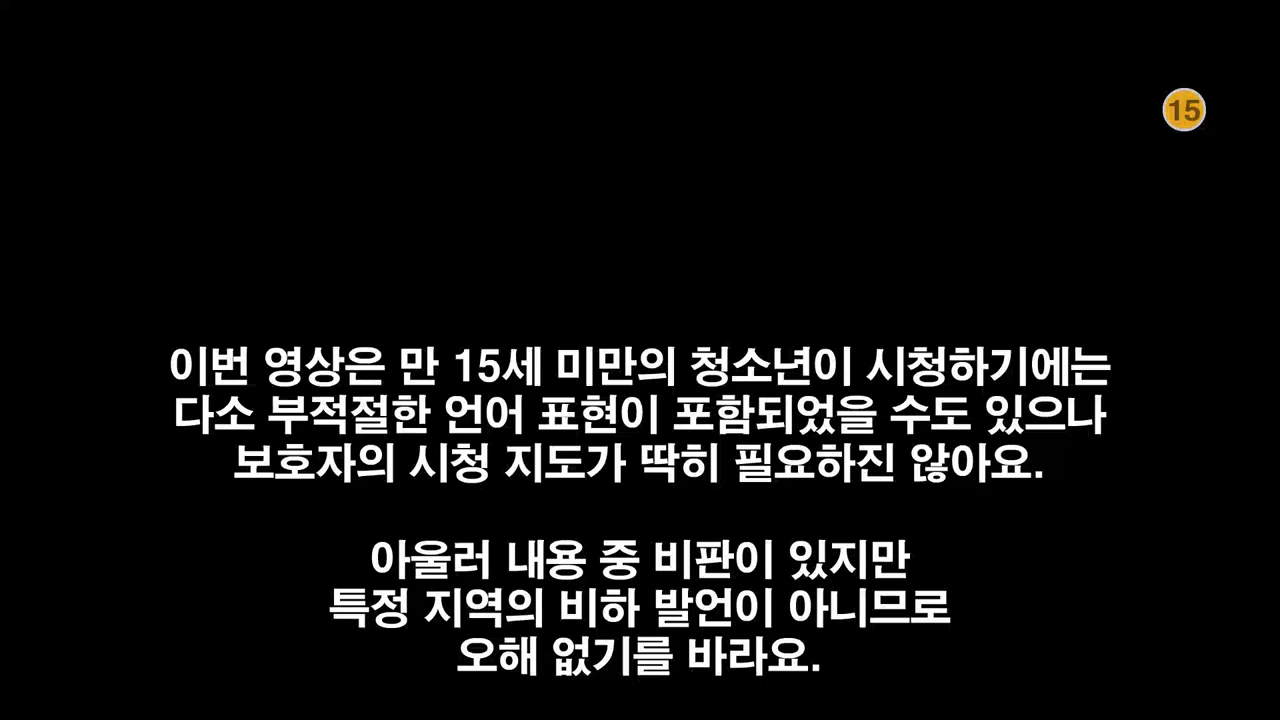 15
이번 영상은 만 15세 미만의 청소년이 시청하기에는
다소 부적절한 언어 표현이 포함되었을 수도 있으나
보호자의 시청 지도가 딱히 필요하진 않아요.
아울러 내용 중 비판이 있지만
특정 지역의 비하 발언이 아니므로
오해 없기를 바라요.